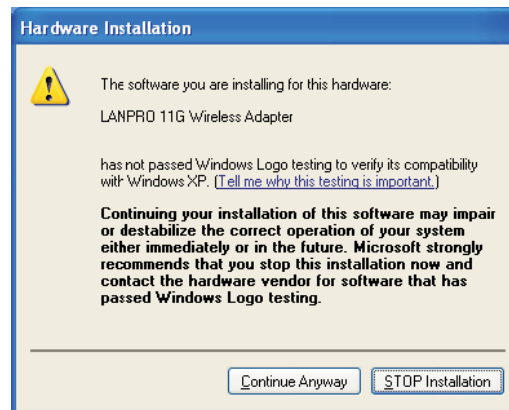 Hardware Installation
The software you are installing for this hardware:
LANPRO 11G Wireless Adapter
has not passed Windows Logo testing to verify its compatibility
with Windows XP. (Tell me why this testing is important.)
Continuing your installation of this software may impair
or destabilize the correct operation of your system
either immediately or in the future. Microsoft strongly
recommends that you stop this installation now and
contact the hardware vendor for software that has
passed Windows Logo testing.
Continue Anyway
STOP Installation